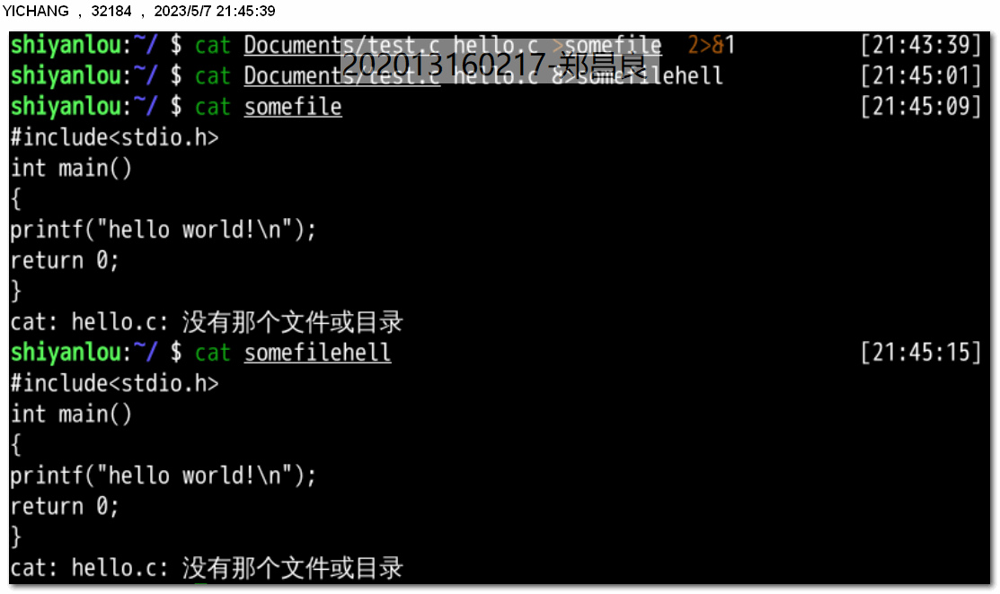 YICHANG , 32184 , 2023/5/7 21:45:39
shiyanlou:~/ $ cat Documents/test.c hello.c >somefile 2>&1 [21:43:39]
202013160217-郑昌良
shiyanlou:~/ $ cat Documents/test.c hello.c &>somefilehell [21:45:01]
shiyanlou:~/ $ cat somefile [21:45:09]
#include<stdio.h>
int main()
{
printf("hello world!\n");
return 0;
}
cat: hello.c: 没有那个文件或目录
shiyanlou:~/ $ cat somefilehell [21:45:15]
#include<stdio.h>
int main()
{
printf("hello world!\n");
return 0;
}
cat: hello.c: 没有那个文件或目录